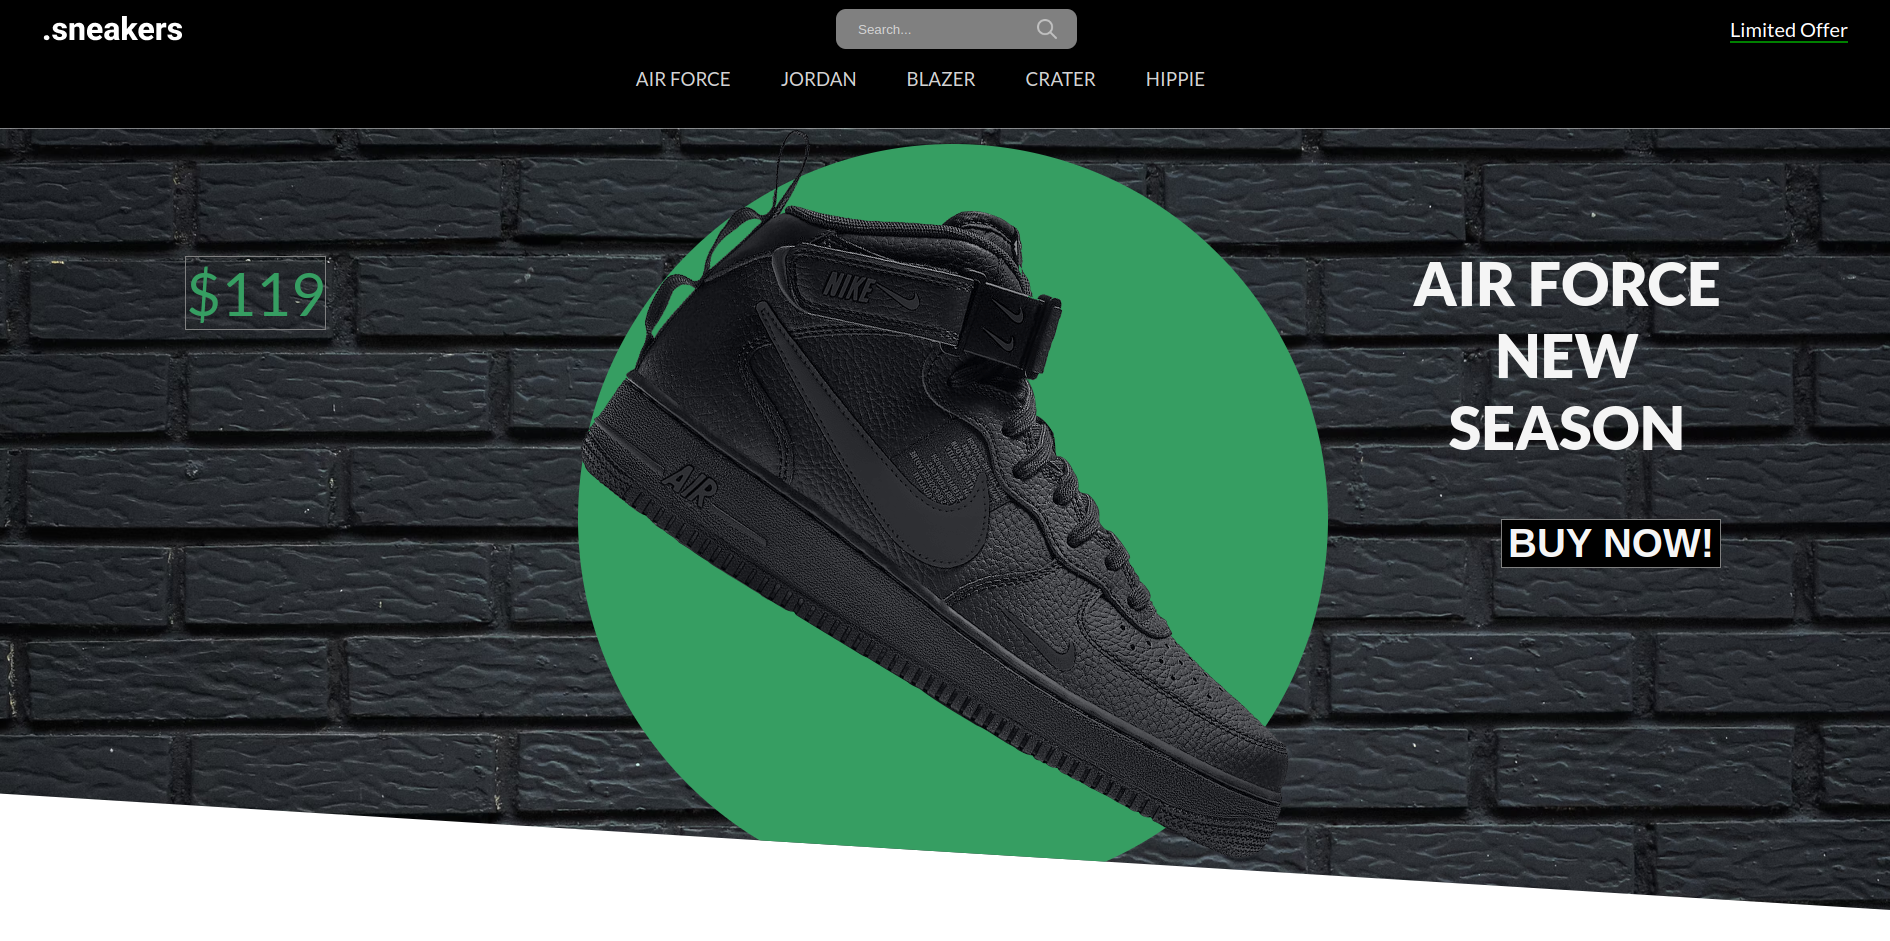 .sneakers
Search...
Limited Offer
AIR FORCE
JORDAN
BLAZER
CRATER
HIPPIE
$119
NIKE
AIR
AIR FORCE
NEW
SEASON
BUY NOW!